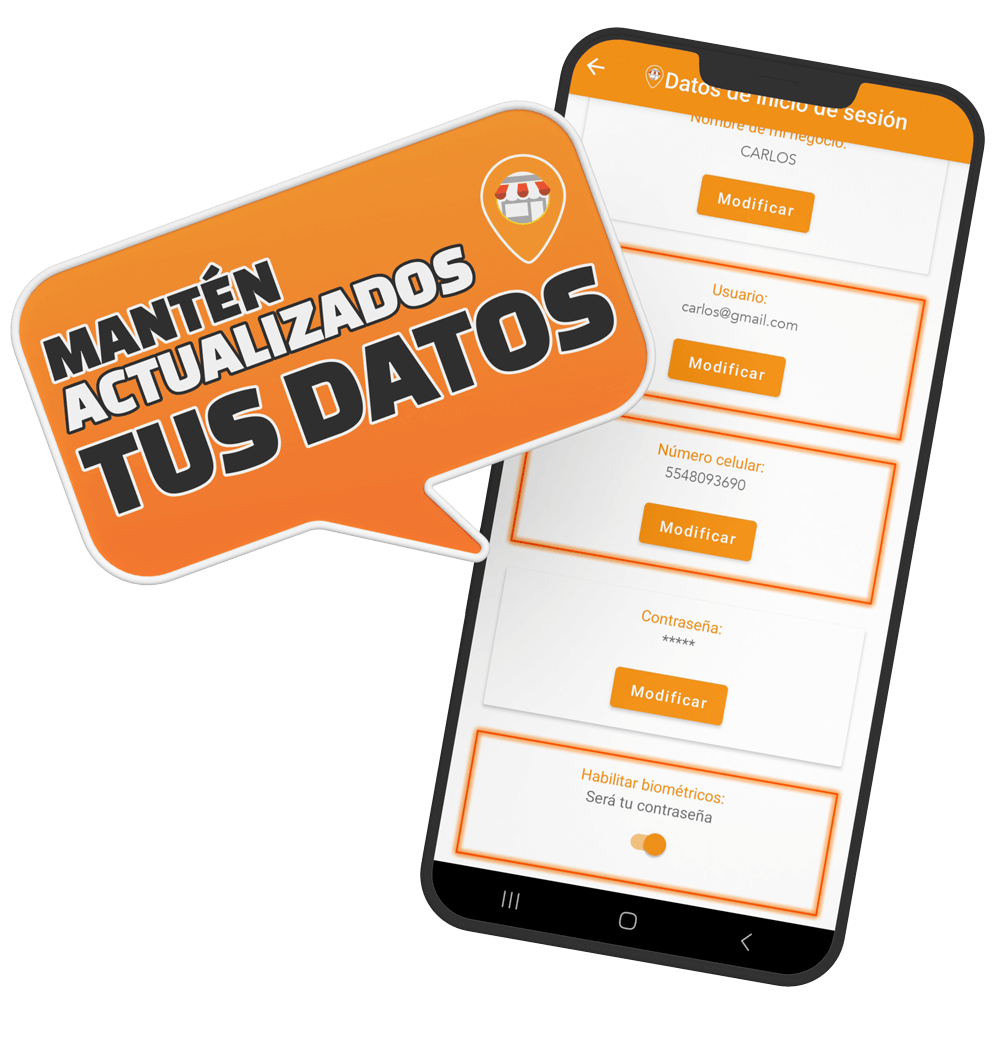 MANTÉN
ACTUALIZADOS
TUS DATOS
Datos de inicio de sesión
Nombre de mi negocio:
CARLOS
Modificar
Usuario:
carlos@gmail.com
Modificar
Número celular:
5548093690
Modificar
Contraseña:
*****
Modificar
Habilitar biométricos:
Será tu contraseña